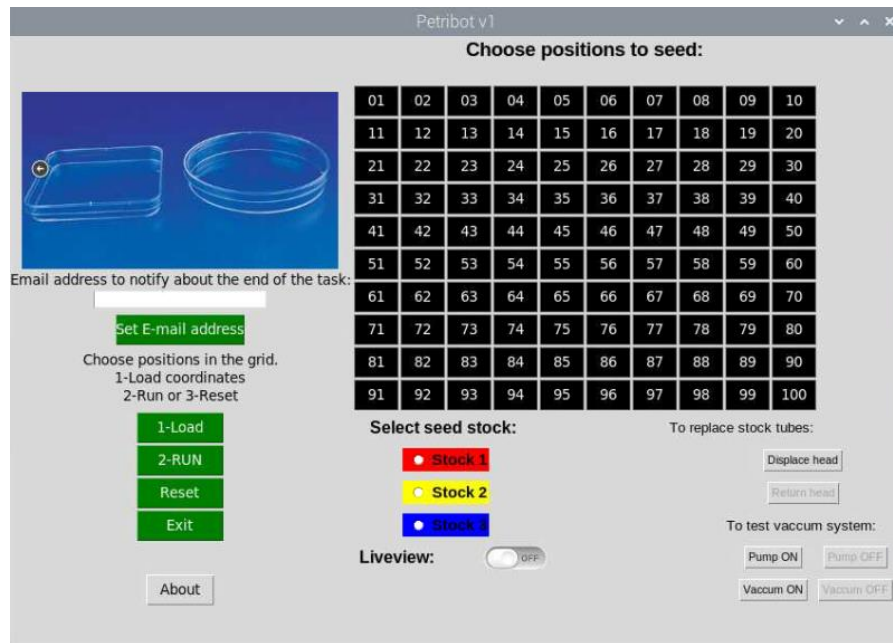 Petribot v1
Choose positions to seed:
01 02 03 04 05 06 07 08 09 10
11 12 13 14 15 16 17 18 19 20
21 22 23 24 25 26 27 28 29 30
31 32 33 34 35 36 37 38 39 40
41 42 43 44 45 46 47 48 49 50
51 52 53 54 55 56 57 58 59 60
61 62 63 64 65 66 67 68 69 70
71 72 73 74 75 76 77 78 79 80
81 82 83 84 85 86 87 88 89 90
91 92 93 94 95 96 97 98 99 100
Email address to notify about the end of the task:
Set E-mail address
Choose positions in the grid.
1-Load coordinates
2-Run or 3-Reset
1-Load
2-RUN
Reset
Exit
About
Select seed stock:
Stock 1
Stock 2
Stock 3
Liveview:
OFF
To replace stock tubes:
Displace head
Return head
To test vaccum system:
Pump ON
Pump OFF
Vaccum ON
Vaccum OFF